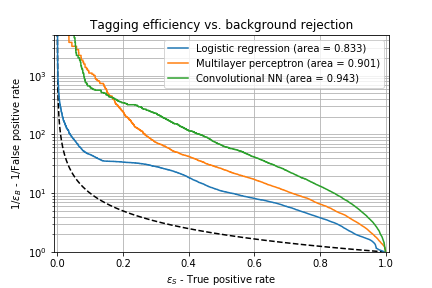 Tagging efficiency vs. background rejection
Logistic regression (area = 0.833)
Multilayer perceptron (area = 0.901)
Convolutional NN (area = 0.943)
1/ε_B - 1/False positive rate
10³
10²
10¹
10⁰
0.0 0.2 0.4 0.6 0.8 1.0
ε_S - True positive rate